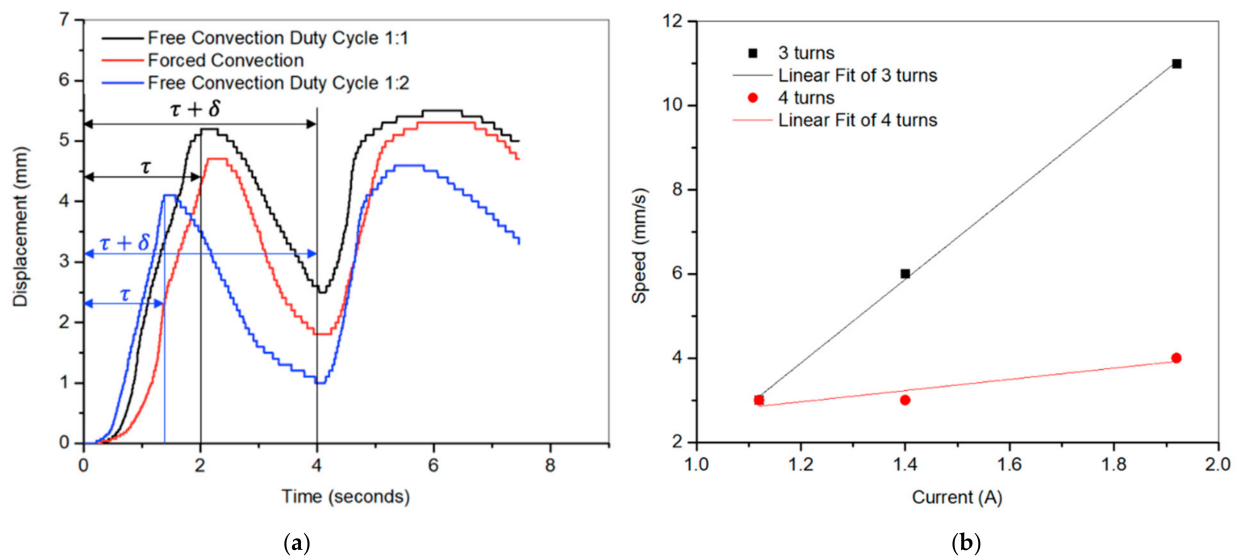 Free Convection Duty Cycle 1:1
Forced Convection
Free Convection Duty Cycle 1:2
τ + δ
τ
τ + δ
τ
7
6
5
4
3
2
1
0
Displacement (mm)
0 2 4 6 8
Time (seconds)
(a)
3 turns
Linear Fit of 3 turns
4 turns
Linear Fit of 4 turns
12
10
8
6
4
2
Speed (mm/s)
1.0 1.2 1.4 1.6 1.8 2.0
Current (A)
(b)